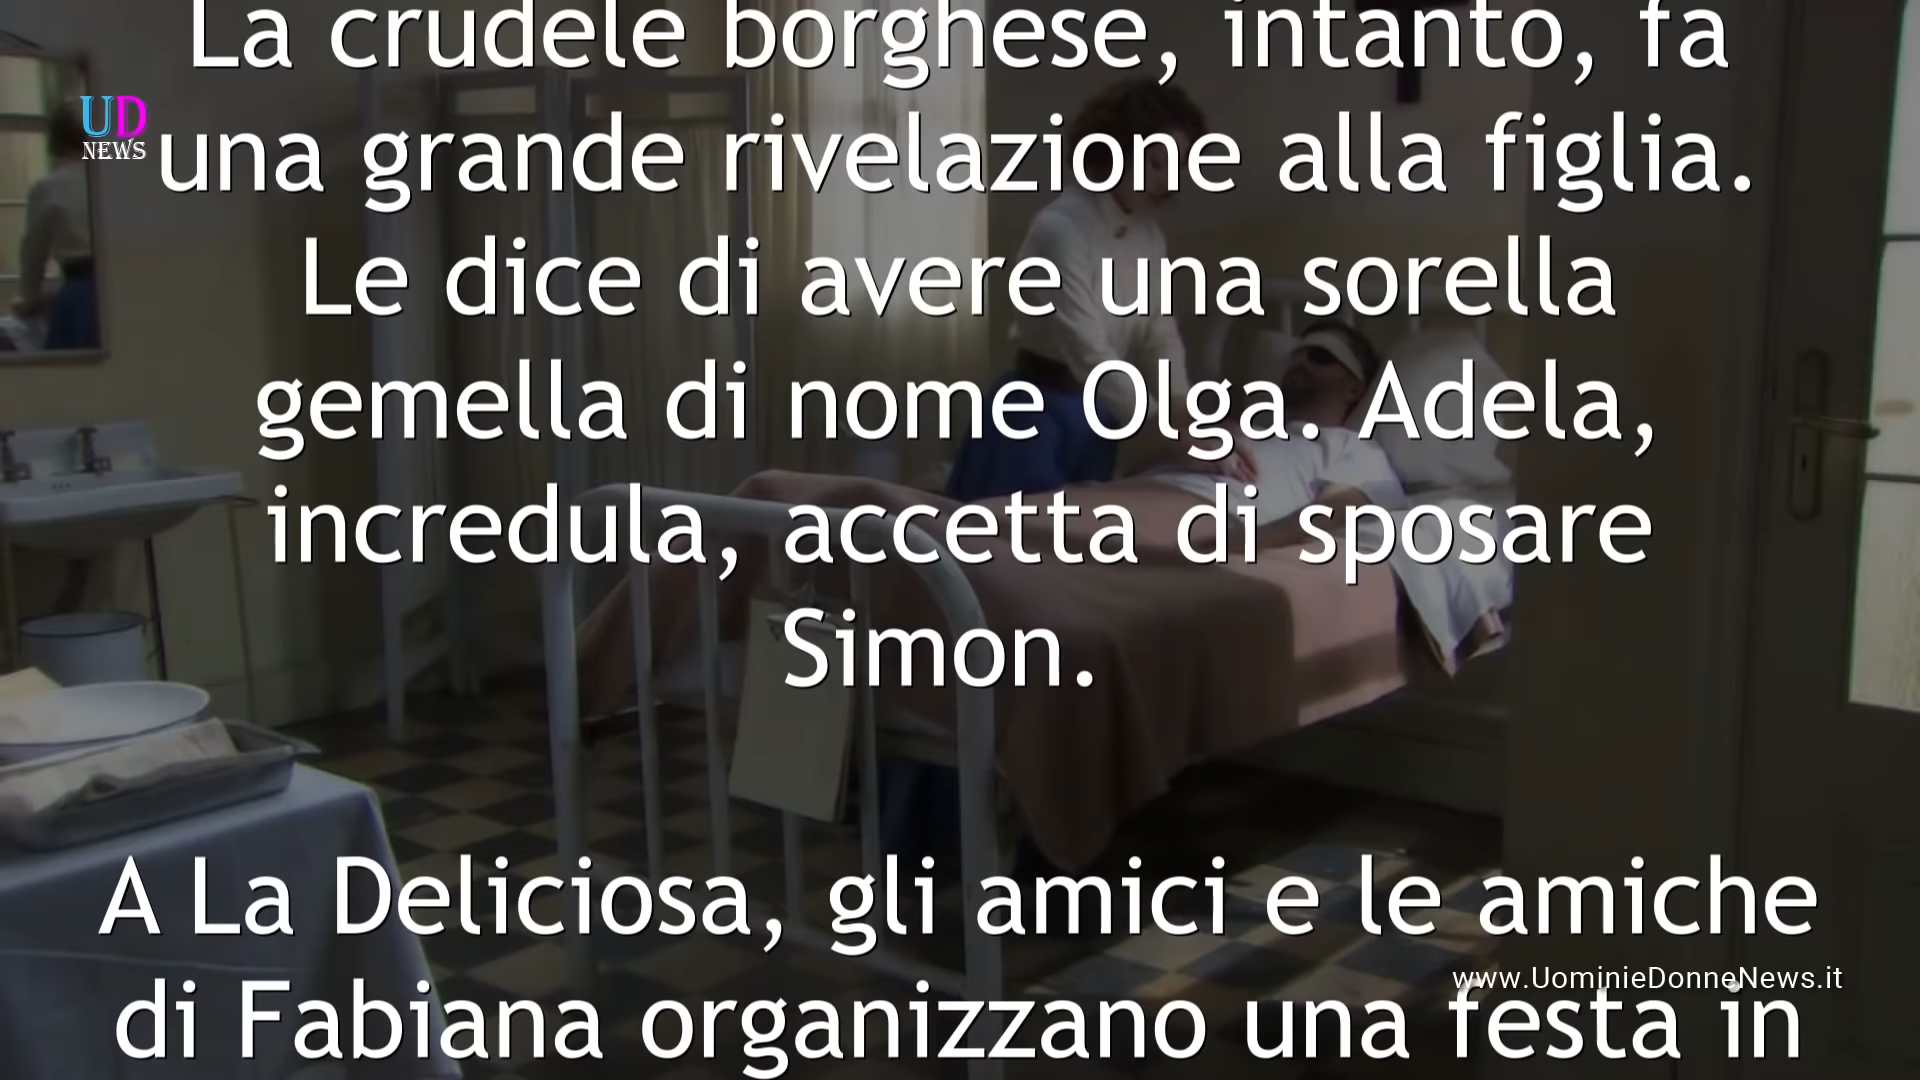 La crudele borghese, intanto, fa
UD
NEWS
una grande rivelazione alla figlia.
Le dice di avere una sorella
gemella di nome Olga. Adela,
incredula, accetta di sposare
Simon.
A La Deliciosa, gli amici e le amiche
www.UominieDonneNews.it
di Fabiana organizzano una festa in